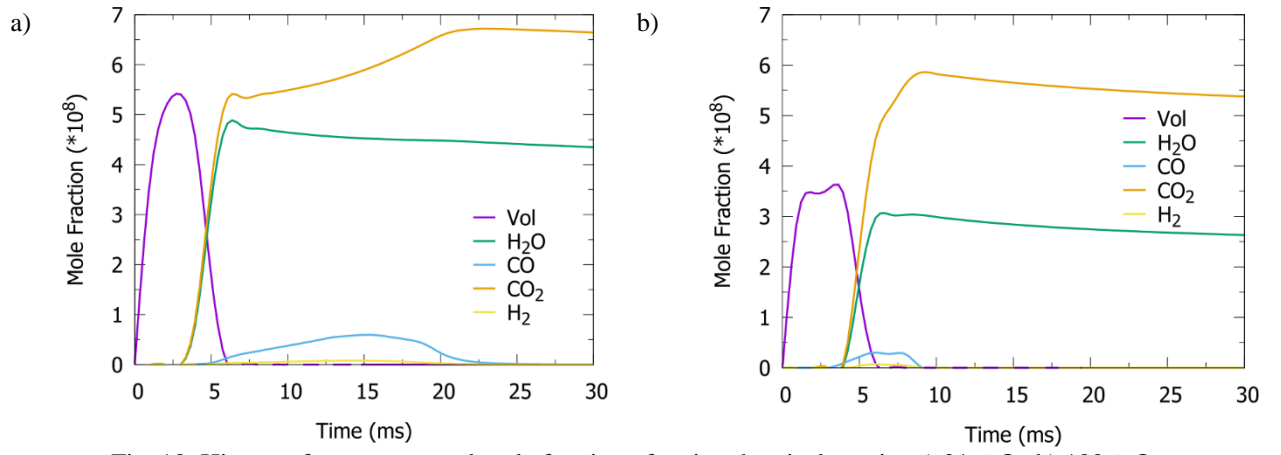 a)
7
6
5
4
3
2
1
0
Mole Fraction (*10⁸)
Vol
H₂O
CO
CO₂
H₂
0 5 10 15 20 25 30
Time (ms)
b)
7
6
5
4
3
2
1
0
Mole Fraction (*10⁸)
Vol
H₂O
CO
CO₂
H₂
0 5 10 15 20 25 30
Time (ms)